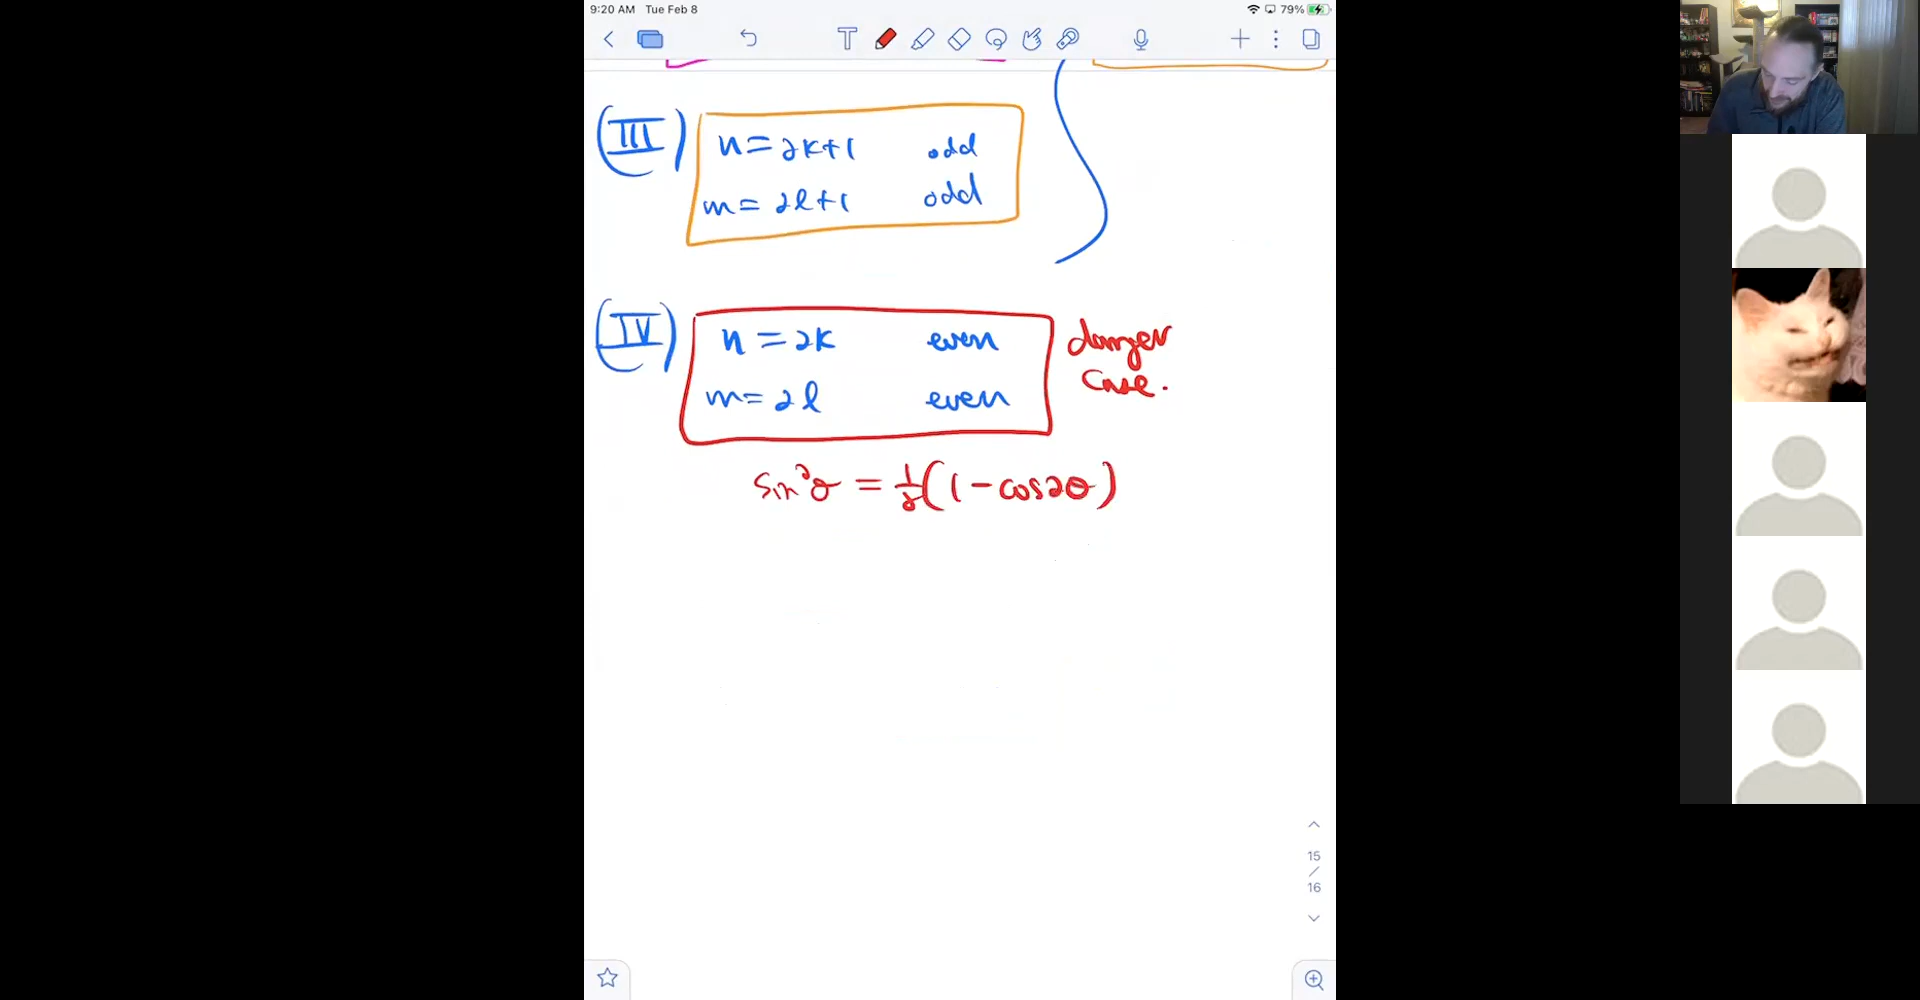 9:20 AM Tue Feb 8
79%
(III) n = 2k+1 odd
m = 2l+1 odd
(IV) n = 2k even
m = 2l even
danger
case.
sin²θ = 1/2 (1 - cos2θ)
15
/
16